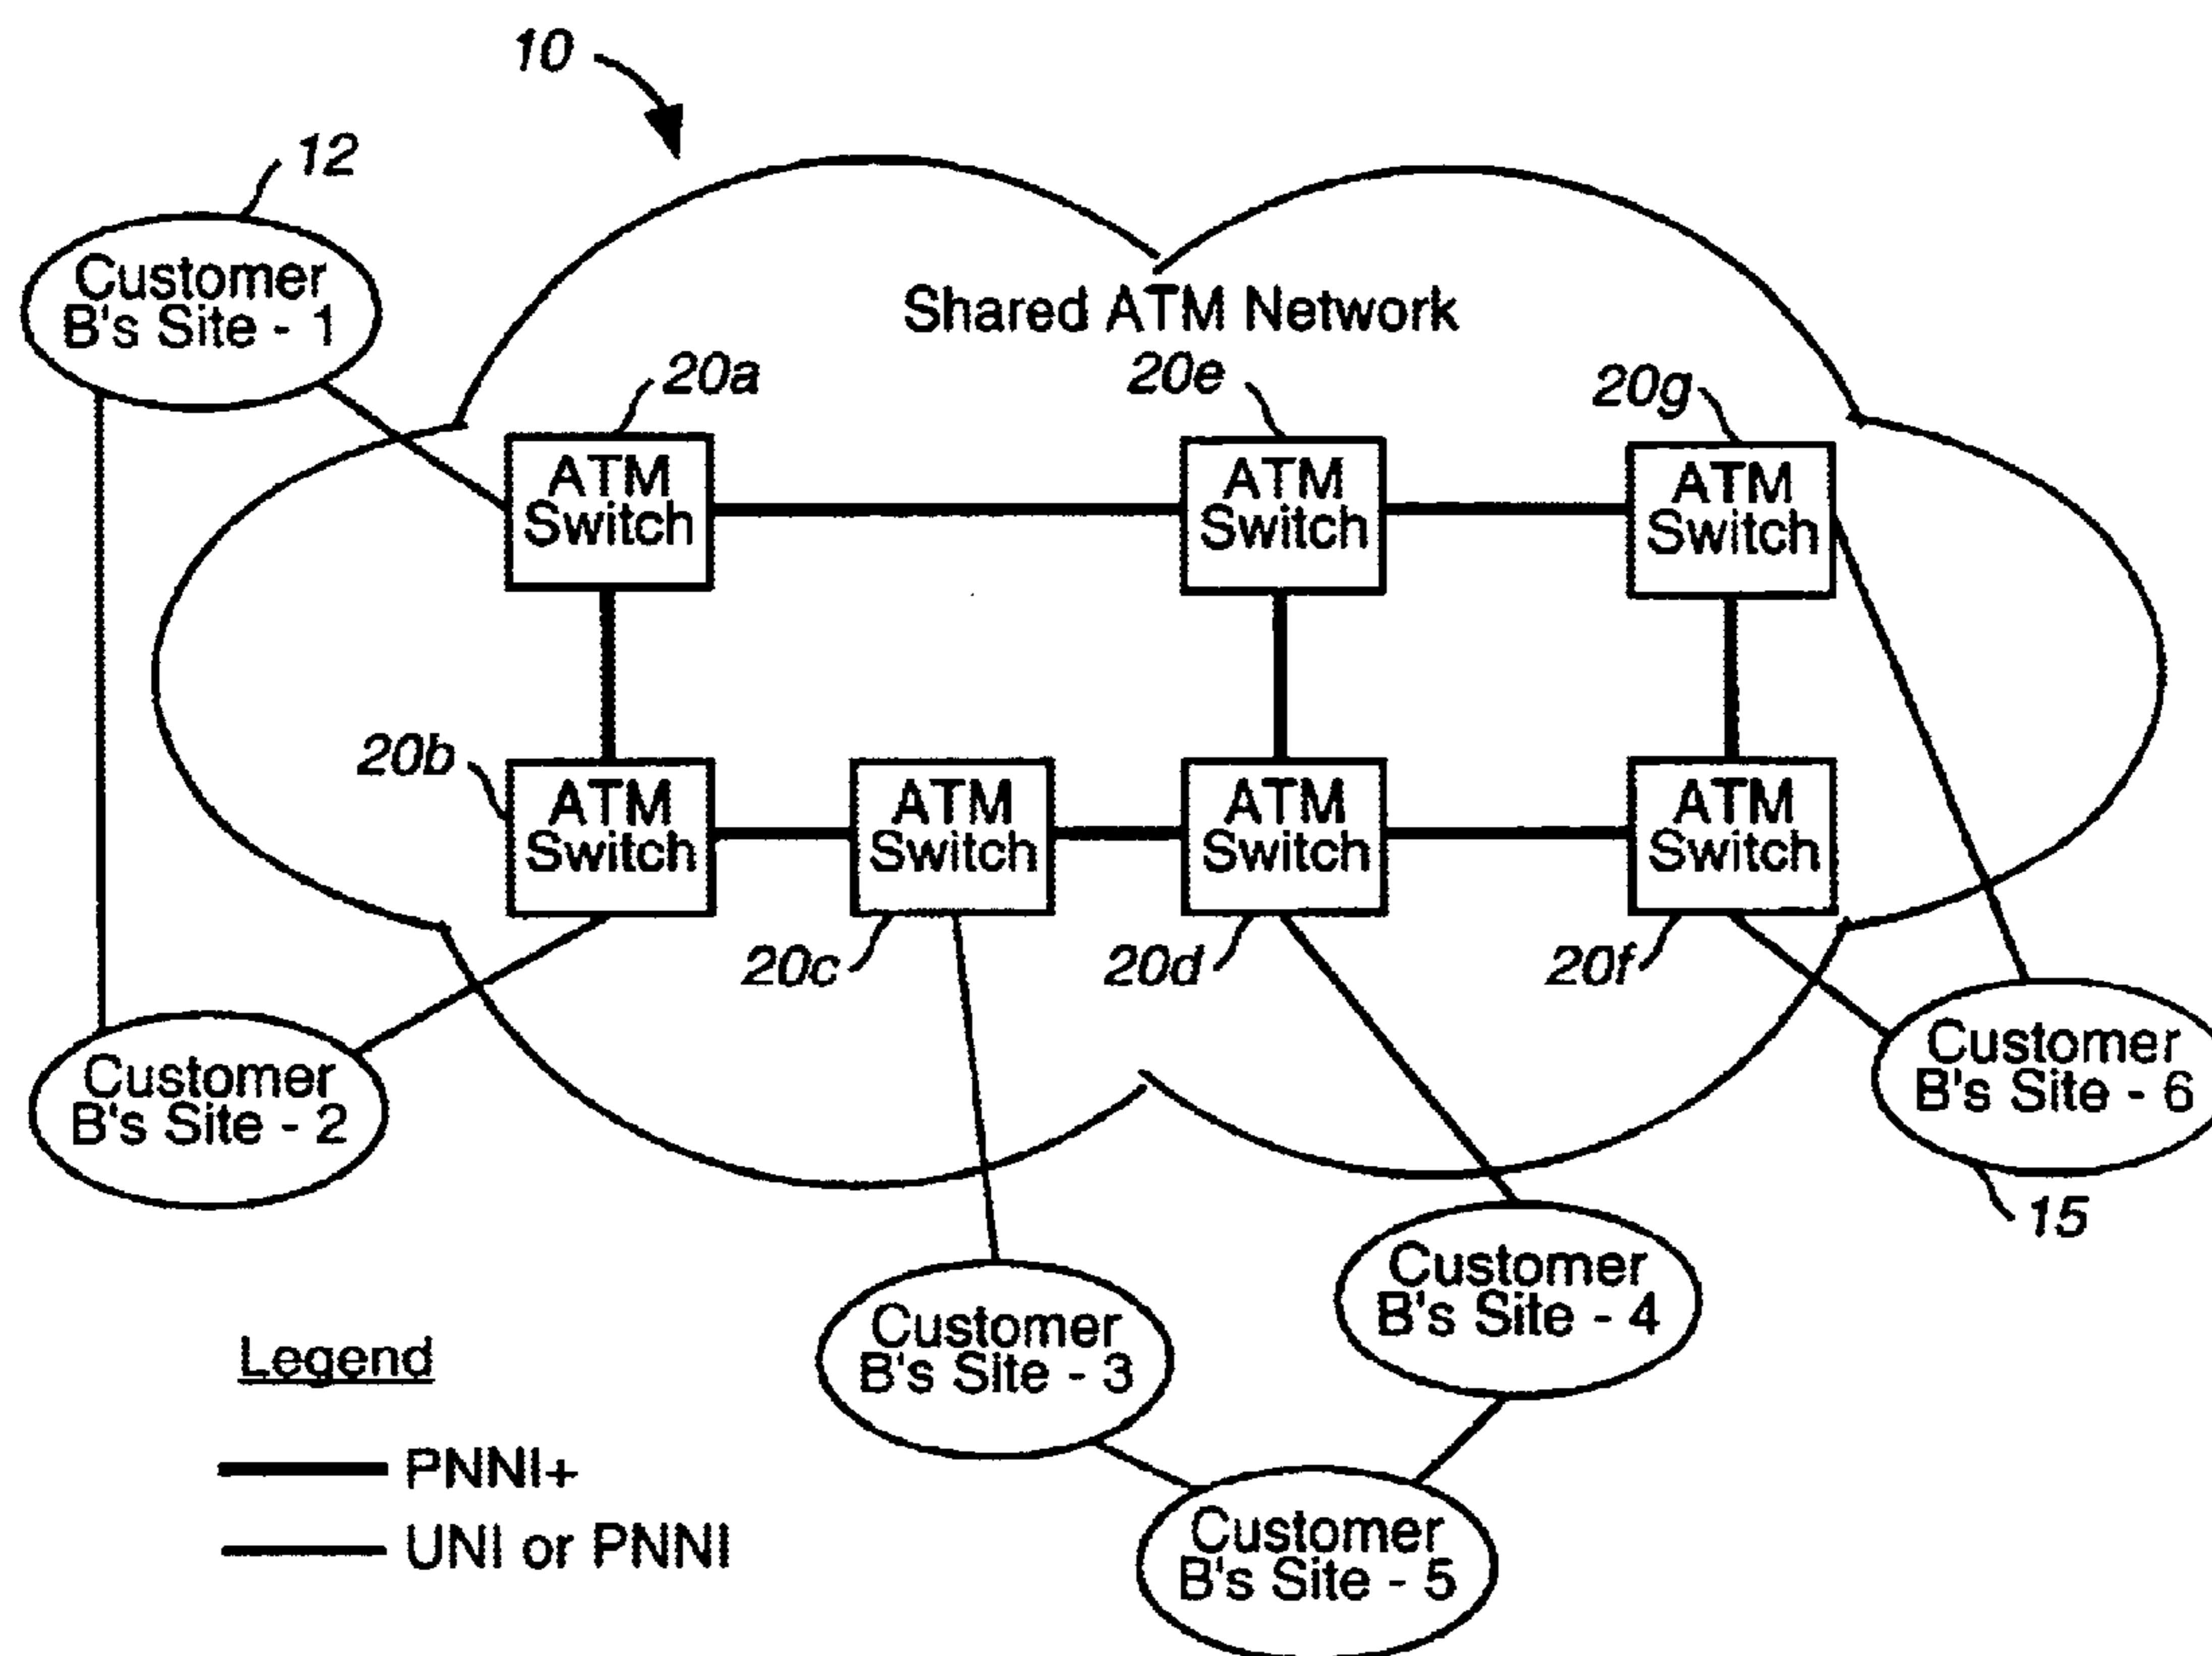 10
12
Customer
B's Site - 1
Shared ATM Network
20a
20e
20g
ATM
Switch
ATM
Switch
ATM
Switch
20b
ATM
Switch
ATM
Switch
ATM
Switch
ATM
Switch
20c
20d
20f
Customer
B's Site - 2
Customer
B's Site - 6
15
Customer
B's Site - 3
Customer
B's Site - 4
Customer
B's Site - 5
Legend
PNNI+
UNI or PNNI